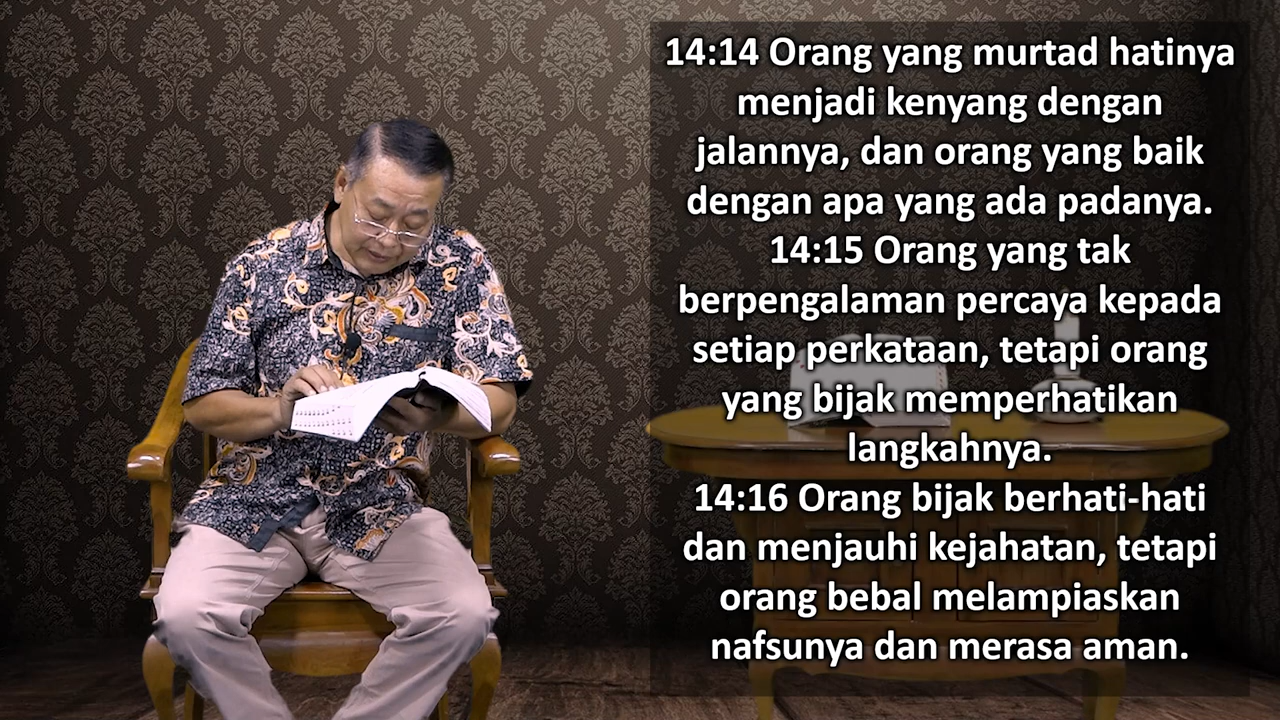 14:14 Orang yang murtad hatinya
menjadi kenyang dengan
jalannya, dan orang yang baik
dengan apa yang ada padanya.
14:15 Orang yang tak
berpengalaman percaya kepada
setiap perkataan, tetapi orang
yang bijak memperhatikan
langkahnya.
14:16 Orang bijak berhati-hati
dan menjauhi kejahatan, tetapi
orang bebal melampiaskan
nafsunya dan merasa aman.